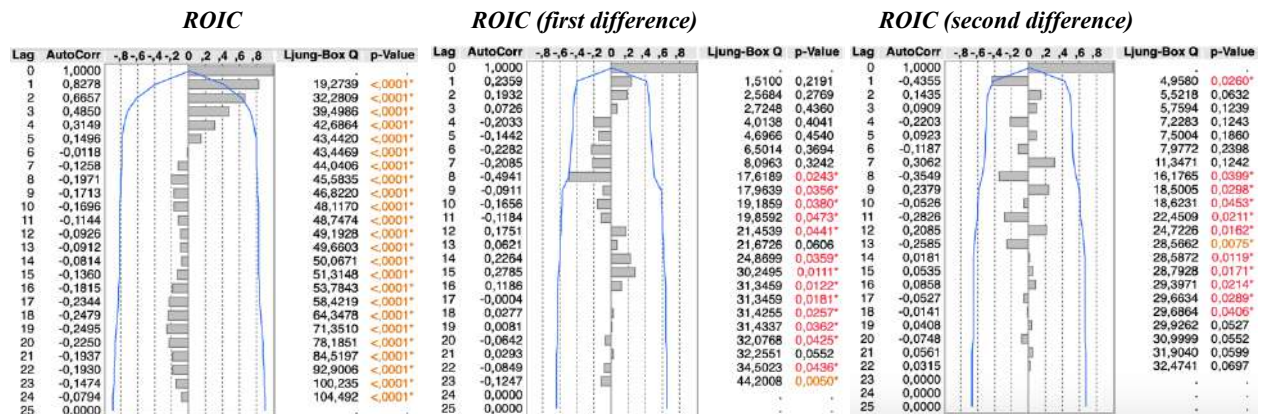 ROIC ROIC (first difference) ROIC (second difference)
Lag AutoCorr -,8 -,6 -,4 -,2 0 ,2 ,4 ,6 ,8 Ljung-Box Q p-Value Lag AutoCorr -,8 -,6 -,4 -,2 0 ,2 ,4 ,6 ,8 Ljung-Box Q p-Value Lag AutoCorr -,8 -,6 -,4 -,2 0 ,2 ,4 ,6 ,8 Ljung-Box Q p-Value
0 1,0000 . . 0 1,0000 . . 0 1,0000 . .
1 0,8278 19,2739 <,0001* 1 0,2359 1,5100 0,2191 1 -0,4355 4,9580 0,0260*
2 0,6657 32,2809 <,0001* 2 0,1932 2,5684 0,2769 2 0,1435 5,5218 0,0632
3 0,4850 39,4986 <,0001* 3 0,0726 2,7248 0,4360 3 0,0909 5,7594 0,1239
4 0,3149 42,6864 <,0001* 4 -0,2033 4,0138 0,4041 4 -0,2203 7,2283 0,1243
5 0,1496 43,4420 <,0001* 5 -0,1442 4,6966 0,4540 5 0,0923 7,5004 0,1860
6 -0,0118 43,4469 <,0001* 6 -0,2282 6,5014 0,3694 6 -0,1187 7,9772 0,2398
7 -0,1258 44,0406 <,0001* 7 -0,2085 8,0963 0,3242 7 0,3062 11,3471 0,1242
8 -0,1971 45,5835 <,0001* 8 -0,4941 17,6189 0,0243* 8 -0,3549 16,1765 0,0399*
9 -0,1713 46,8220 <,0001* 9 -0,0911 17,9639 0,0356* 9 0,2379 18,5005 0,0298*
10 -0,1696 48,1170 <,0001* 10 -0,1656 19,1859 0,0380* 10 -0,0526 18,6231 0,0453*
11 -0,1144 48,7474 <,0001* 11 -0,1184 19,8592 0,0473* 11 -0,2826 22,4509 0,0211*
12 -0,0926 49,1928 <,0001* 12 0,1751 21,4539 0,0441* 12 0,2085 24,7226 0,0162*
13 -0,0912 49,6603 <,0001* 13 0,0621 21,6726 0,0606 13 -0,2585 28,5662 0,0075*
14 -0,0814 50,0671 <,0001* 14 0,2264 24,8699 0,0359* 14 0,0181 28,5872 0,0119*
15 -0,1360 51,3148 <,0001* 15 0,2785 30,2495 0,0111* 15 0,0535 28,7928 0,0171*
16 -0,1815 53,7843 <,0001* 16 0,1186 31,3459 0,0122* 16 0,0858 29,3971 0,0214*
17 -0,2344 58,4219 <,0001* 17 -0,0004 31,3459 0,0181* 17 -0,0527 29,6634 0,0289*
18 -0,2479 64,3478 <,0001* 18 0,0277 31,4255 0,0257* 18 -0,0141 29,6864 0,0406*
19 -0,2495 71,3510 <,0001* 19 0,0081 31,4337 0,0362* 19 0,0408 29,9262 0,0527
20 -0,2250 78,1851 <,0001* 20 -0,0642 32,0768 0,0425* 20 -0,0748 30,9999 0,0552
21 -0,1937 84,5197 <,0001* 21 0,0293 32,2551 0,0552 21 0,0561 31,9040 0,0599
22 -0,1930 92,9006 <,0001* 22 -0,0849 34,5023 0,0436* 22 0,0315 32,4741 0,0697
23 -0,1474 100,235 <,0001* 23 -0,1247 44,2008 0,0050* 23 0,0000 . .
24 -0,0794 104,492 <,0001* 24 0,0000 . . 24 0,0000 . .
25 0,0000 . . 25 0,0000 . . 25 0,0000 . .